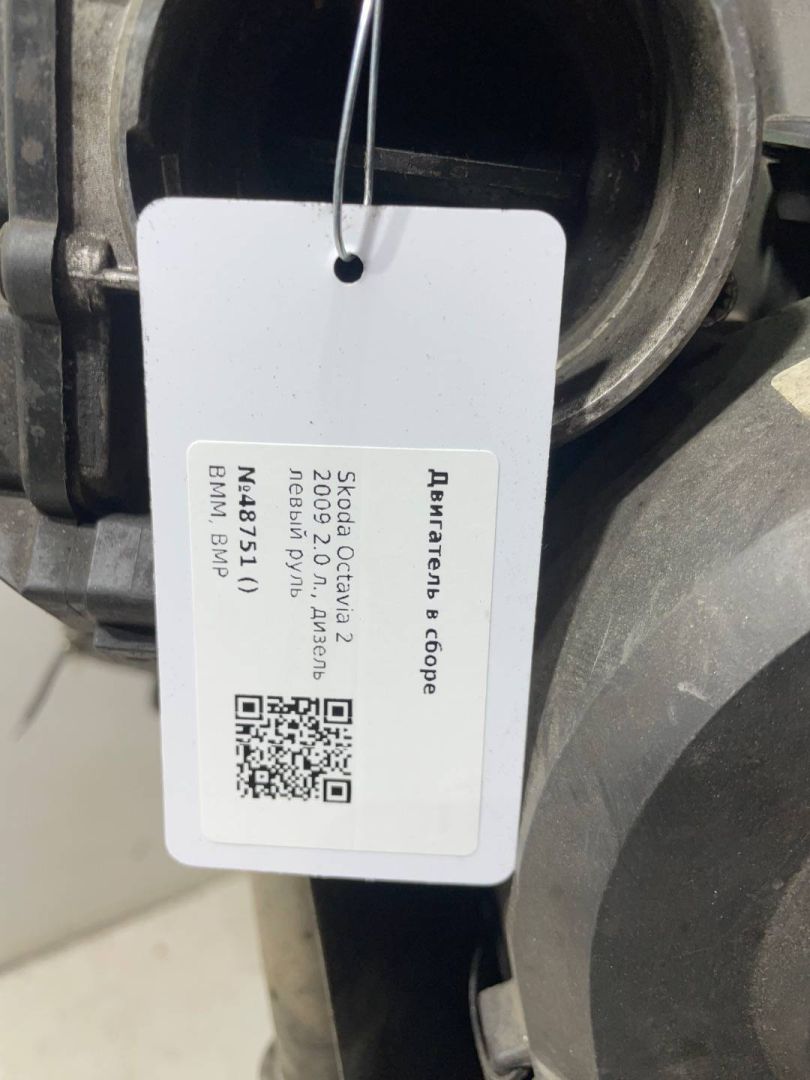 Двигатель в сборе
Skoda Octavia 2
2009 2.0 л., дизель
левый руль
№48751 ()
BMM, BMP